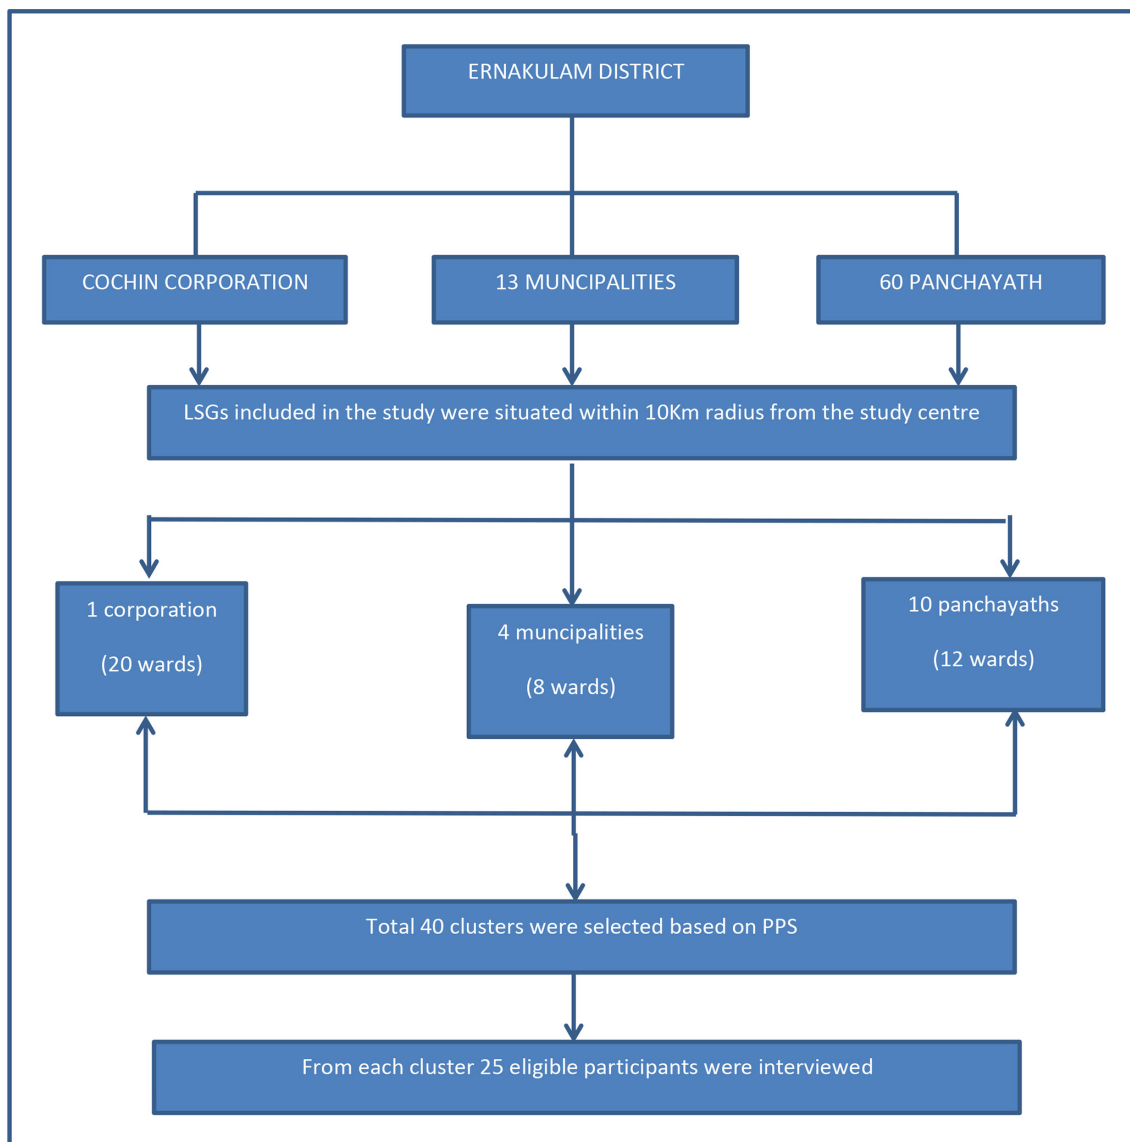 ERNAKULAM DISTRICT
COCHIN CORPORATION
13 MUNCIPALITIES
60 PANCHAYATH
LSGs included in the study were situated within 10Km radius from the study centre
1 corporation
(20 wards)
4 muncipalities
(8 wards)
10 panchayaths
(12 wards)
Total 40 clusters were selected based on PPS
From each cluster 25 eligible participants were interviewed